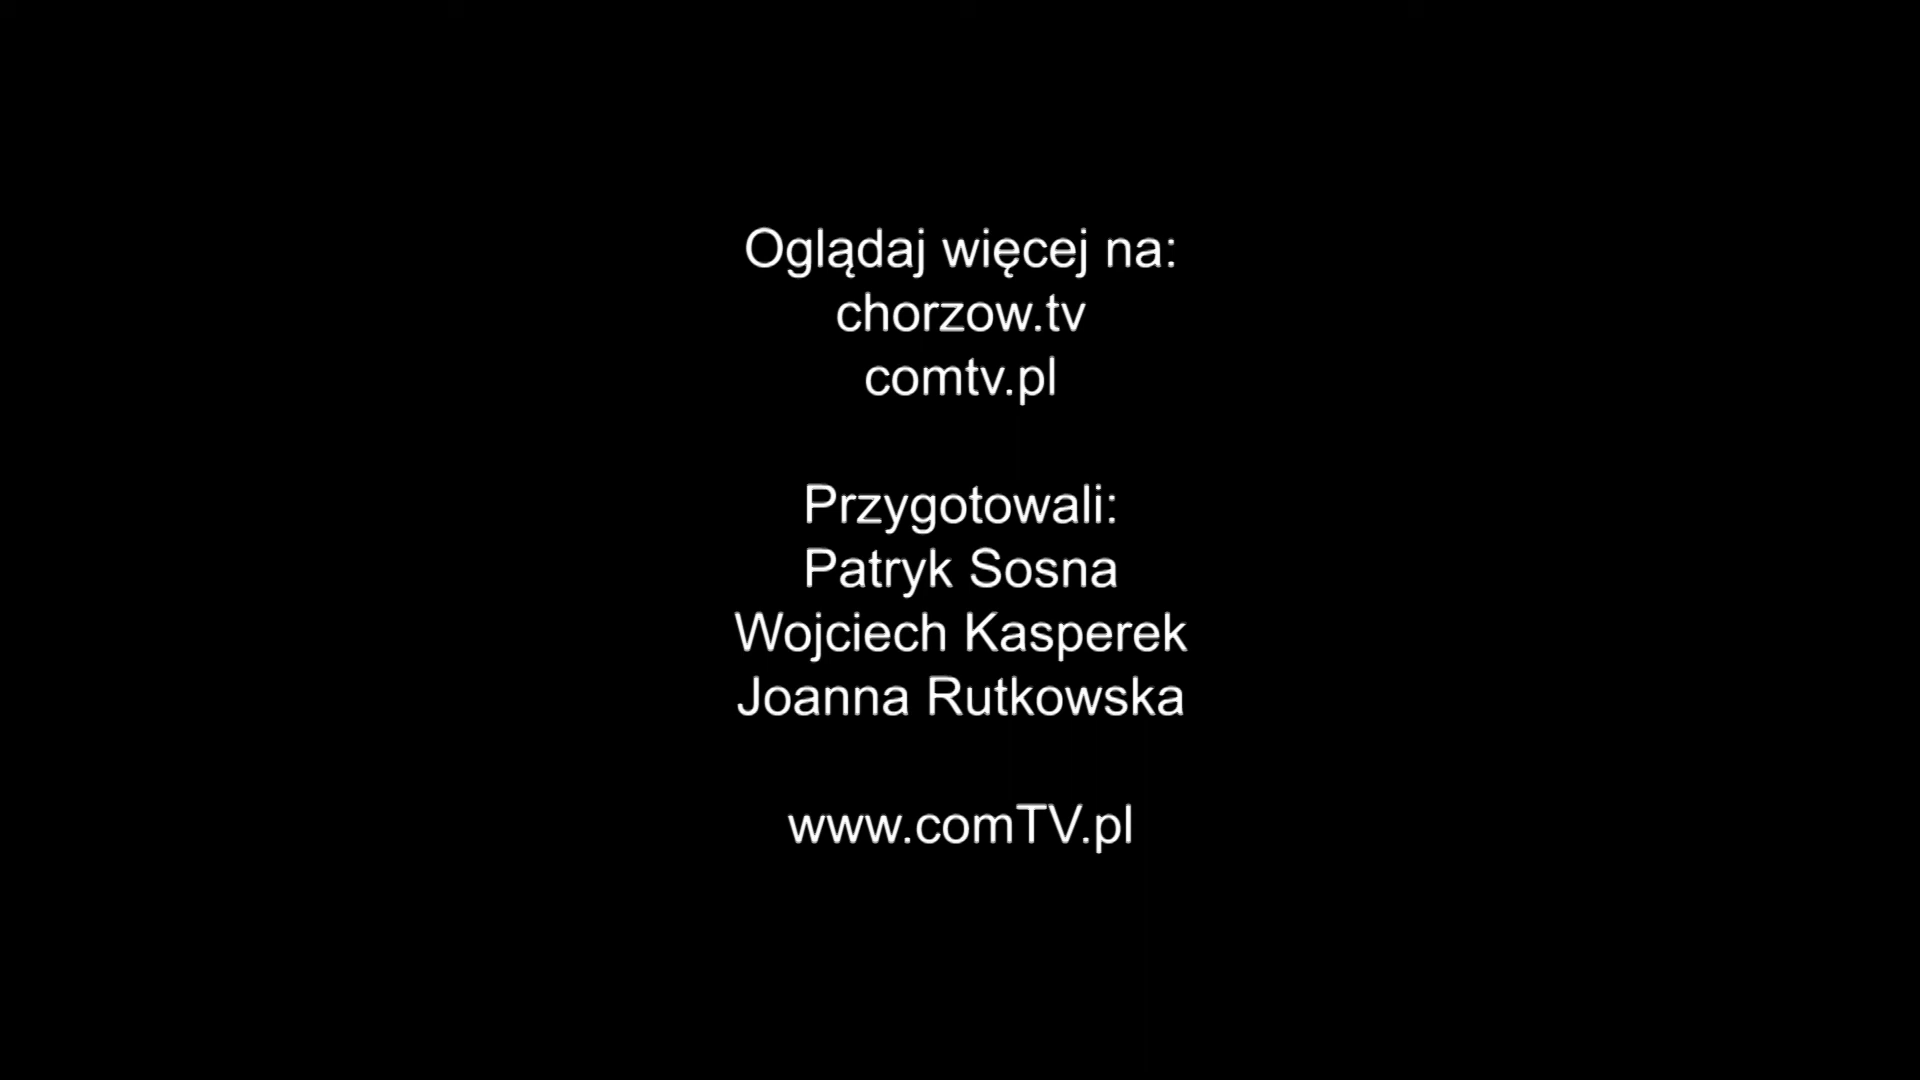 Oglądaj więcej na:
chorzow.tv
comtv.pl
Przygotowali:
Patryk Sosna
Wojciech Kasperek
Joanna Rutkowska
www.comTV.pl